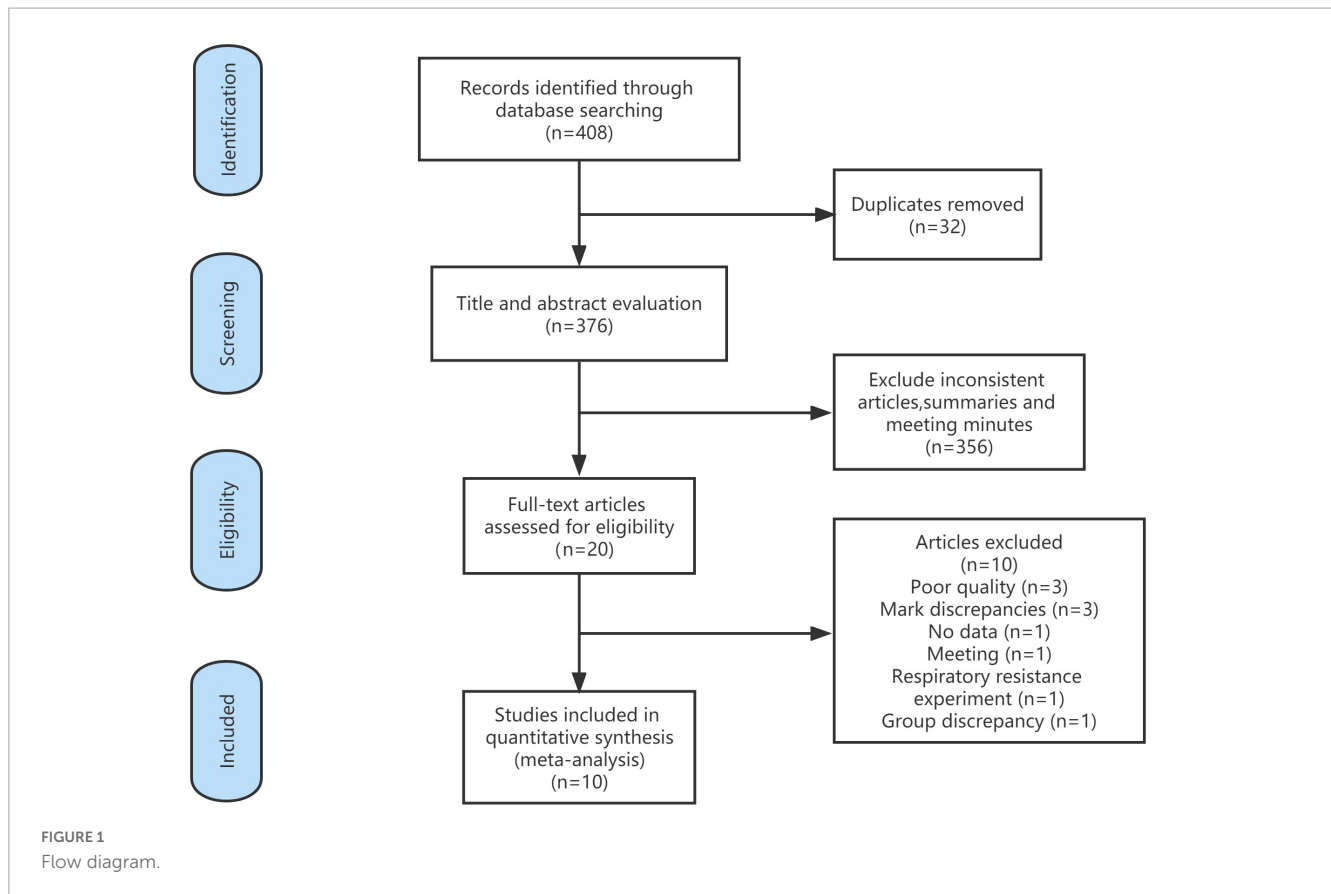 Identification
Records identified through
database searching
(n=408)
Duplicates removed
(n=32)
Screening
Title and abstract evaluation
(n=376)
Exclude inconsistent
articles,summaries and
meeting minutes
(n=356)
Eligibility
Full-text articles
assessed for eligibility
(n=20)
Articles excluded
(n=10)
Poor quality (n=3)
Mark discrepancies (n=3)
No data (n=1)
Meeting (n=1)
Respiratory resistance
experiment (n=1)
Group discrepancy (n=1)
Included
Studies included in
quantitative synthesis
(meta-analysis)
(n=10)
FIGURE 1
Flow diagram.